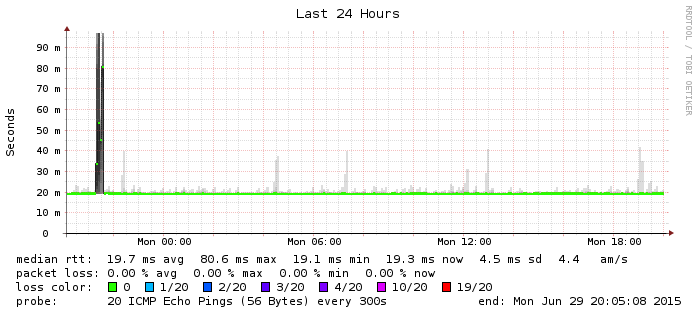 Last 24 Hours
RRDTOOL / TOBI OETIKER
Seconds
90 m
80 m
70 m
60 m
50 m
40 m
30 m
20 m
10 m
0
Mon 00:00 Mon 06:00 Mon 12:00 Mon 18:00
median rtt: 19.7 ms avg 80.6 ms max 19.1 ms min 19.3 ms now 4.5 ms sd 4.4 am/s
packet loss: 0.00 % avg 0.00 % max 0.00 % min 0.00 % now
loss color: 0 1/20 2/20 3/20 4/20 10/20 19/20
probe: 20 ICMP Echo Pings (56 Bytes) every 300s end: Mon Jun 29 20:05:08 2015